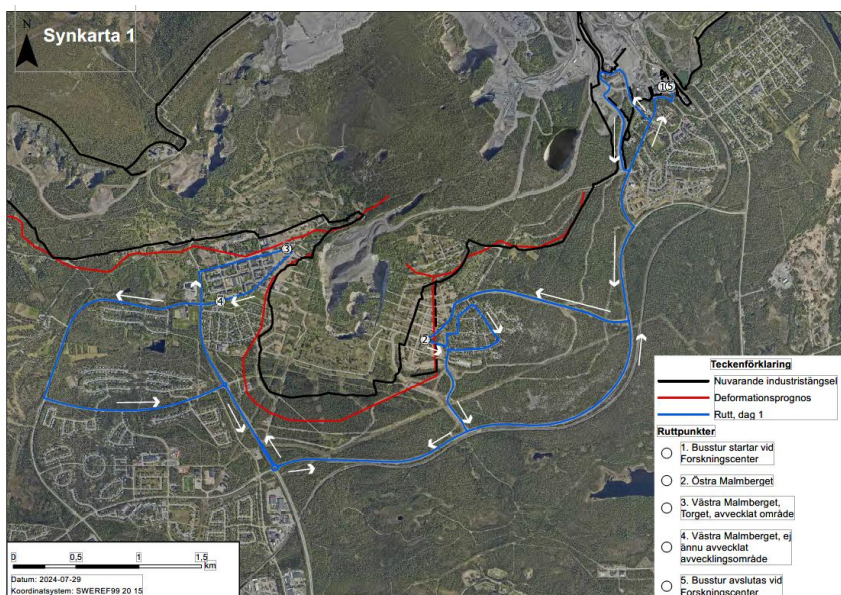 N
Synkarta 1
1
5
3
4
2
Teckenförklaring
Nuvarande industristängsel
Deformationsprognos
Rutt, dag 1
Ruttpunkter
1. Busstur startar vid
Forskningscenter
2. Östra Malmberget
3. Västra Malmberget,
Torget, avvecklat område
4. Västra Malmberget, ej
ännu avvecklat
avvecklingsområde
5. Busstur avslutas vid
Forskningscenter
0 0,5 1 1,5
km
Datum: 2024-07-29
Koordinatsystem: SWEREF99 20 15